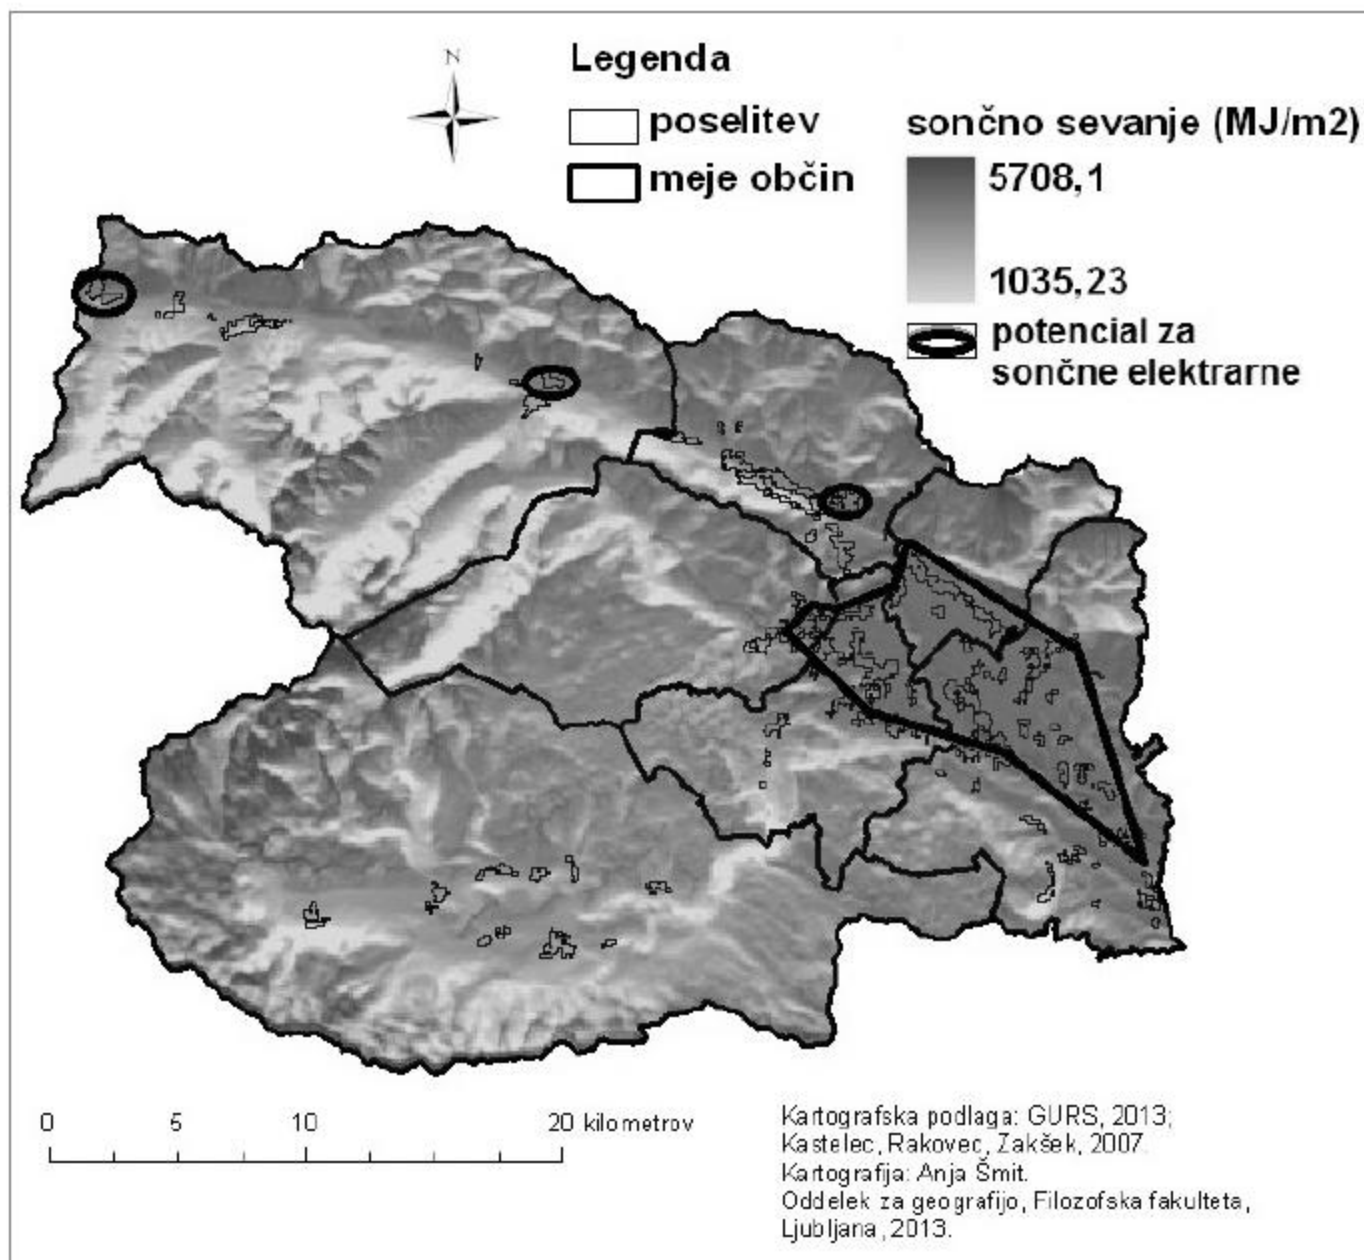 N
Legenda
poselitev
meje občin
sončno sevanje (MJ/m2)
5708,1
1035,23
potencial za
sončne elektrarne
0 5 10 20 kilometrov
Kartografska podlaga: GURS, 2013;
Kastelec, Rakovec, Zakšek, 2007.
Kartografija: Anja Šmit.
Oddelek za geografijo, Filozofska fakulteta,
Ljubljana, 2013.